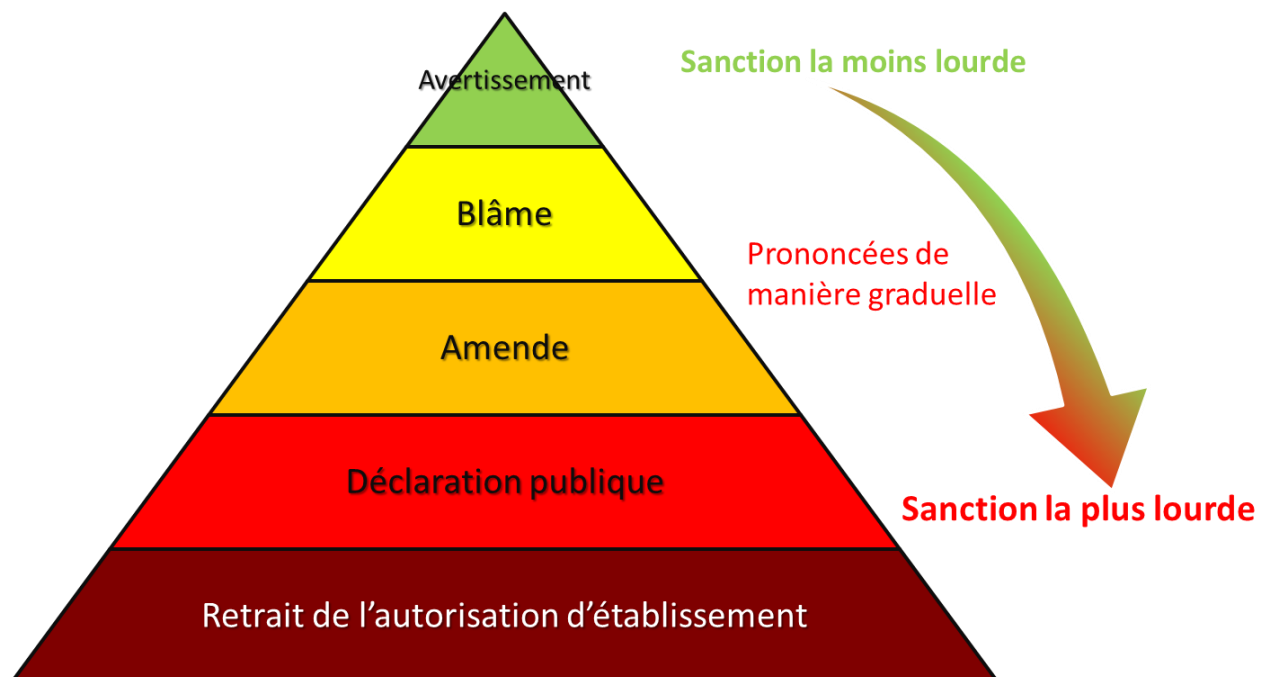 Avertissement
Sanction la moins lourde
Blâme
Prononcées de
manière graduelle
Amende
Déclaration publique
Sanction la plus lourde
Retrait de l’autorisation d’établissement